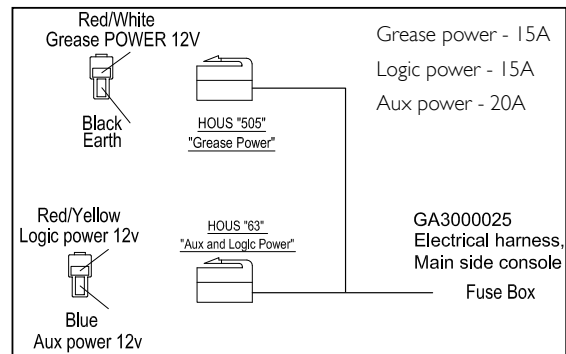 Red/White
Grease POWER 12V
Black
Earth
HOUS "505"
"Grease Power"
Grease power - 15A
Logic power - 15A
Aux power - 20A
Red/Yellow
Logic power 12v
Blue
Aux power 12v
HOUS "63"
"Aux and Logic Power"
GA3000025
Electrical harness,
Main side console
Fuse Box